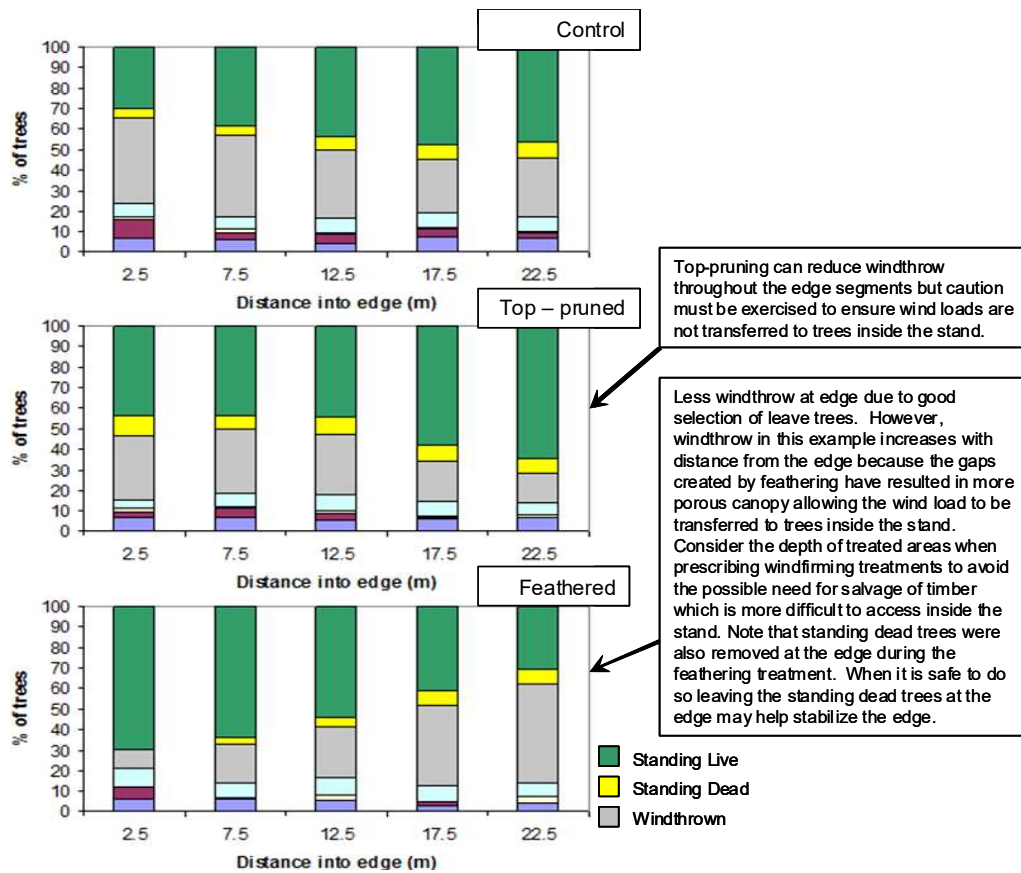 Control
100
90
80
70
60
50
40
30
20
10
0
% of trees
2.5 7.5 12.5 17.5 22.5
Distance into edge (m)
Top – pruned
100
90
80
70
60
50
40
30
20
10
0
% of trees
2.5 7.5 12.5 17.5 22.5
Distance into edge (m)
Feathered
100
90
80
70
60
50
40
30
20
10
0
% of trees
2.5 7.5 12.5 17.5 22.5
Distance into edge (m)
Top-pruning can reduce windthrow
throughout the edge segments but caution
must be exercised to ensure wind loads are
not transferred to trees inside the stand.
Less windthrow at edge due to good
selection of leave trees. However,
windthrow in this example increases with
distance from the edge because the gaps
created by feathering have resulted in more
porous canopy allowing the wind load to be
transferred to trees inside the stand.
Consider the depth of treated areas when
prescribing windfirming treatments to avoid
the possible need for salvage of timber
which is more difficult to access inside the
stand. Note that standing dead trees were
also removed at the edge during the
feathering treatment. When it is safe to do
so leaving the standing dead trees at the
edge may help stabilize the edge.
Standing Live
Standing Dead
Windthrown